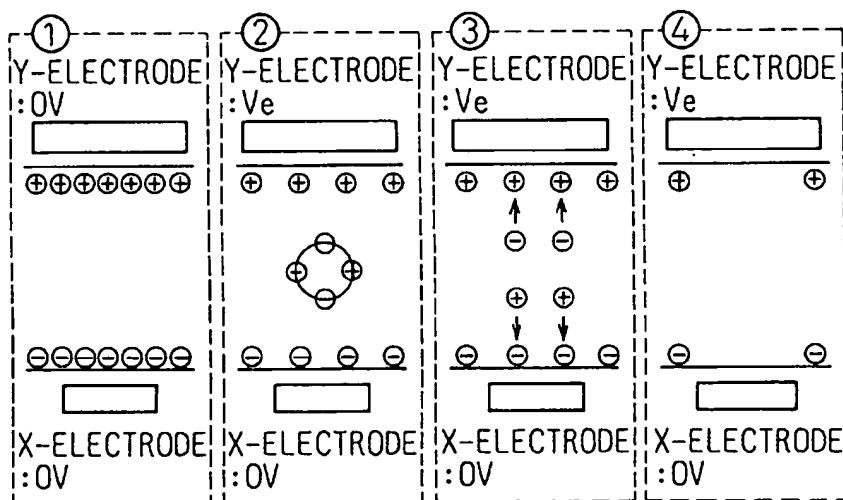 ①
Y-ELECTRODE
:0V
X-ELECTRODE
:0V
②
Y-ELECTRODE
:Ve
X-ELECTRODE
:0V
③
Y-ELECTRODE
:Ve
X-ELECTRODE
:0V
④
Y-ELECTRODE
:Ve
X-ELECTRODE
:0V